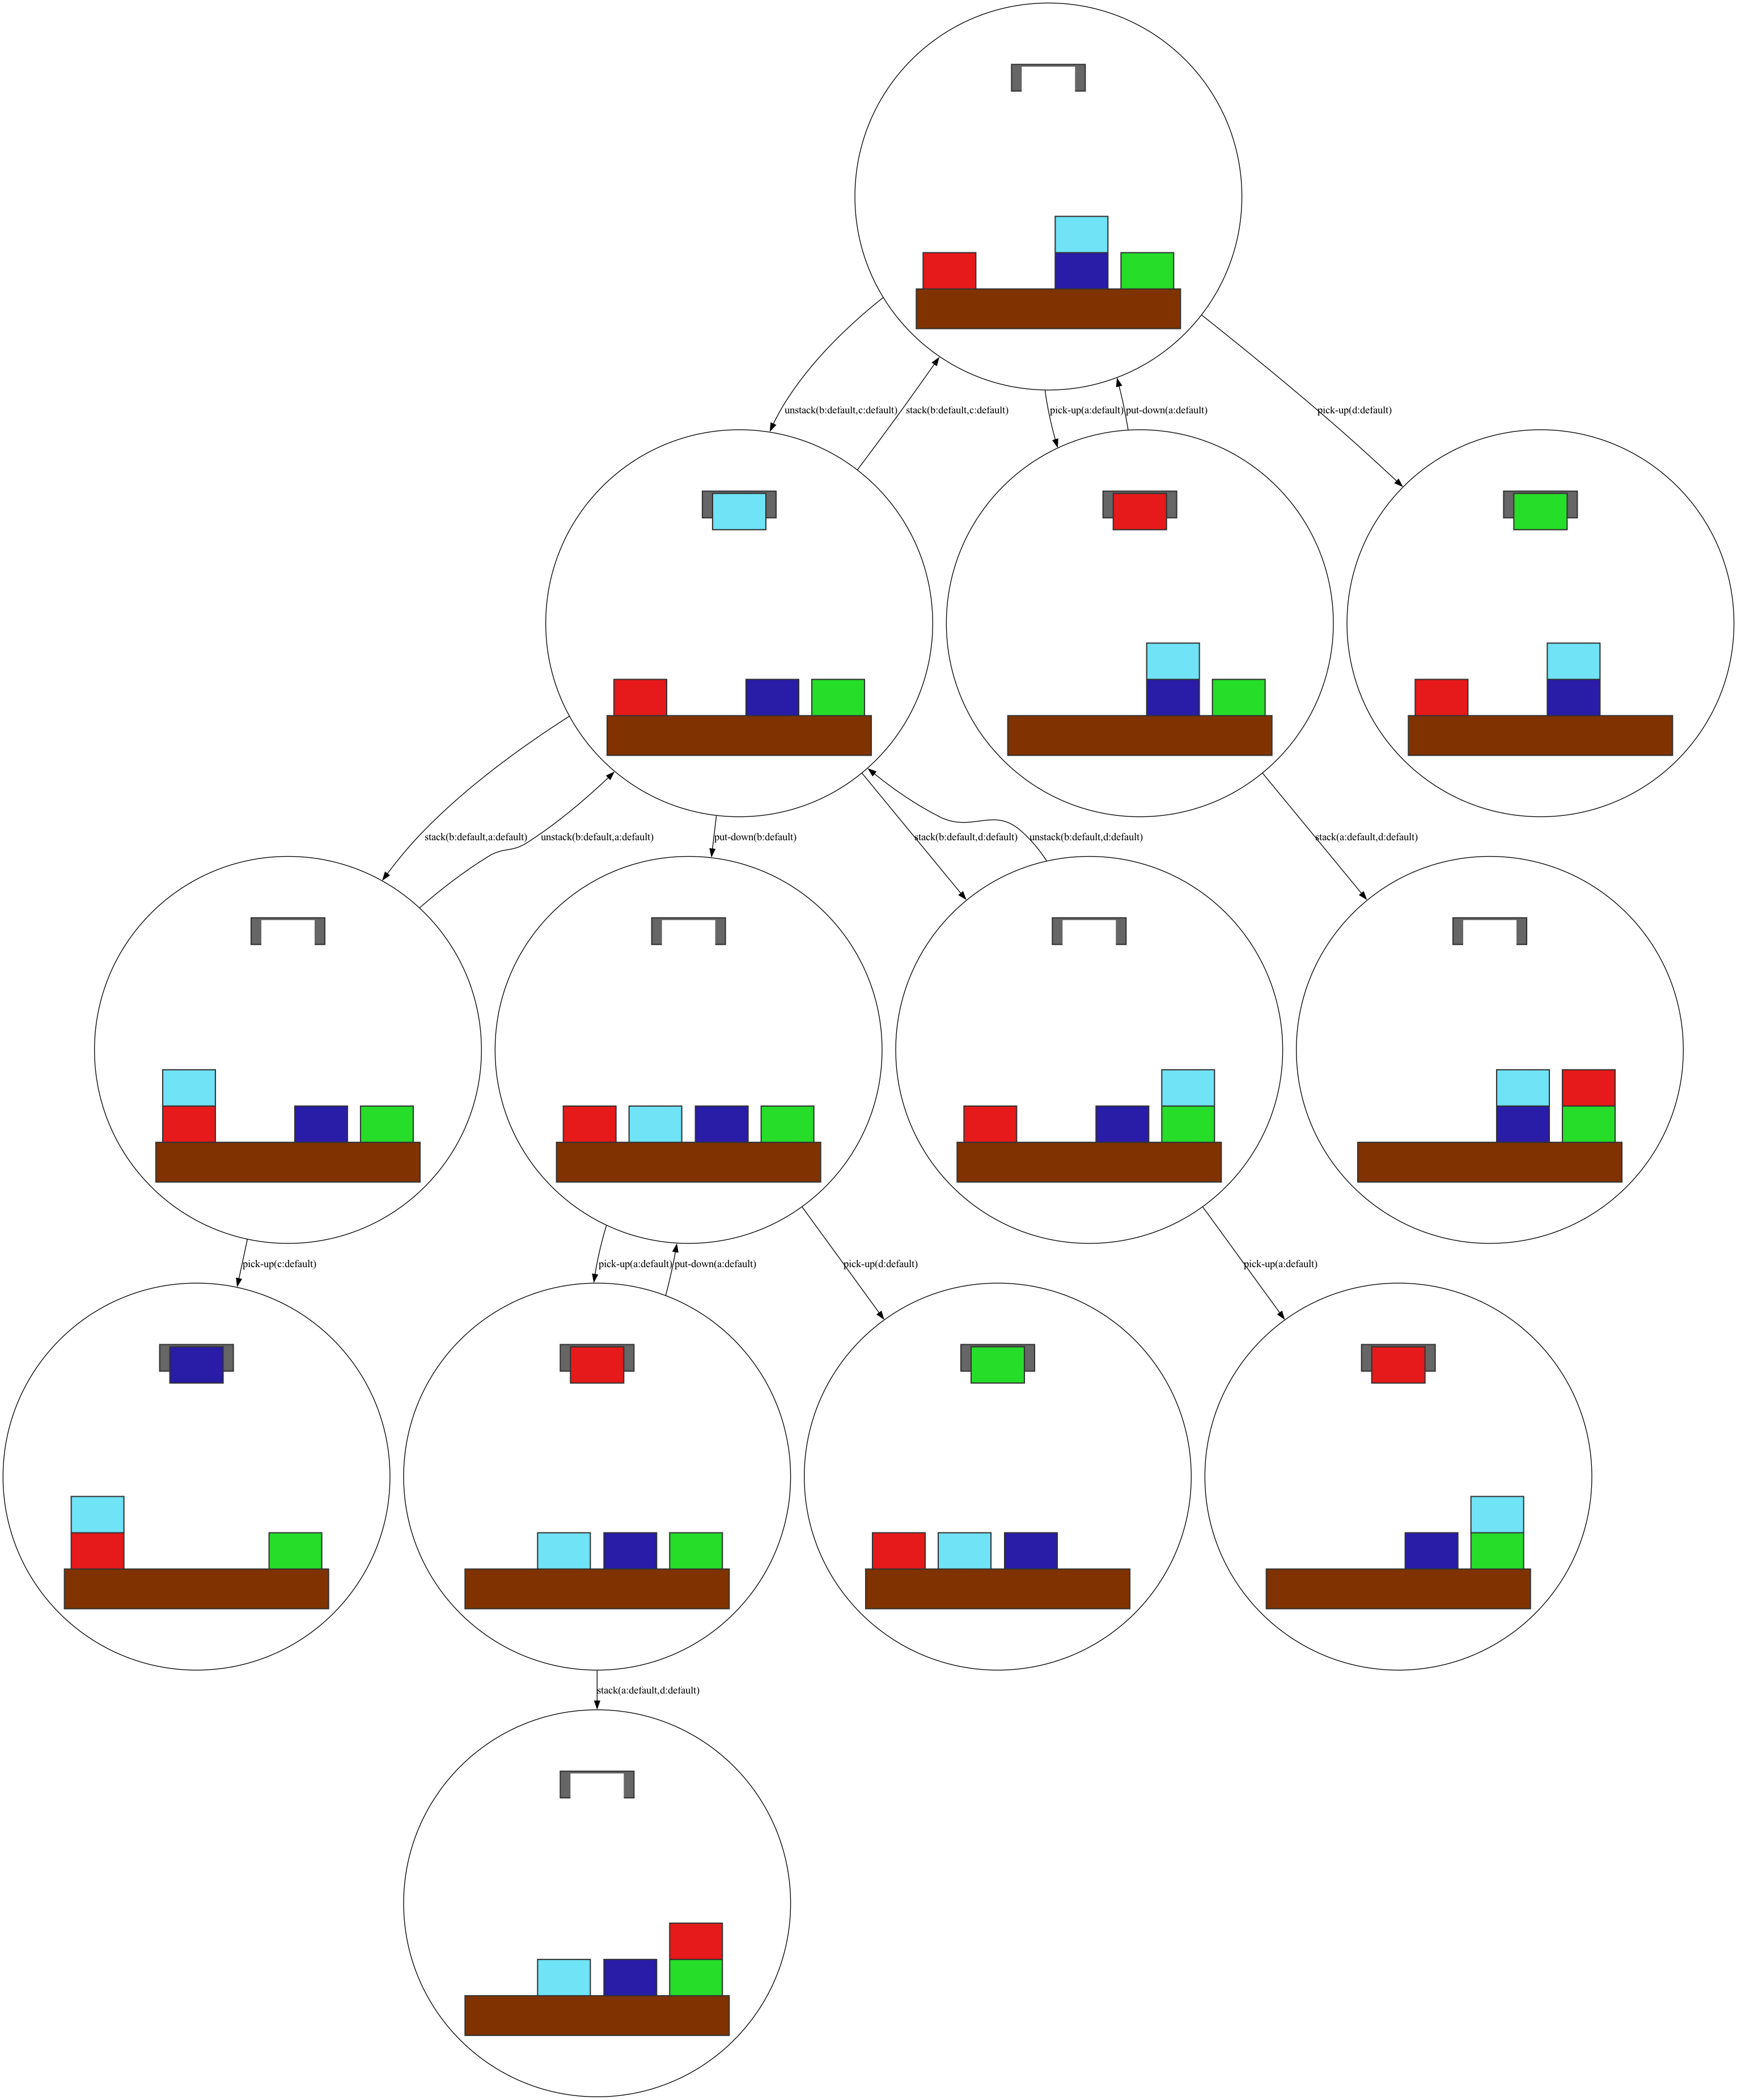 unstack(b:default,c:default)
stack(b:default,c:default)
pick-up(a:default)
put-down(a:default)
pick-up(d:default)
stack(b:default,a:default)
unstack(b:default,a:default)
put-down(b:default)
stack(b:default,d:default)
unstack(b:default,d:default)
stack(a:default,d:default)
pick-up(c:default)
pick-up(a:default)
put-down(a:default)
pick-up(d:default)
pick-up(a:default)
stack(a:default,d:default)